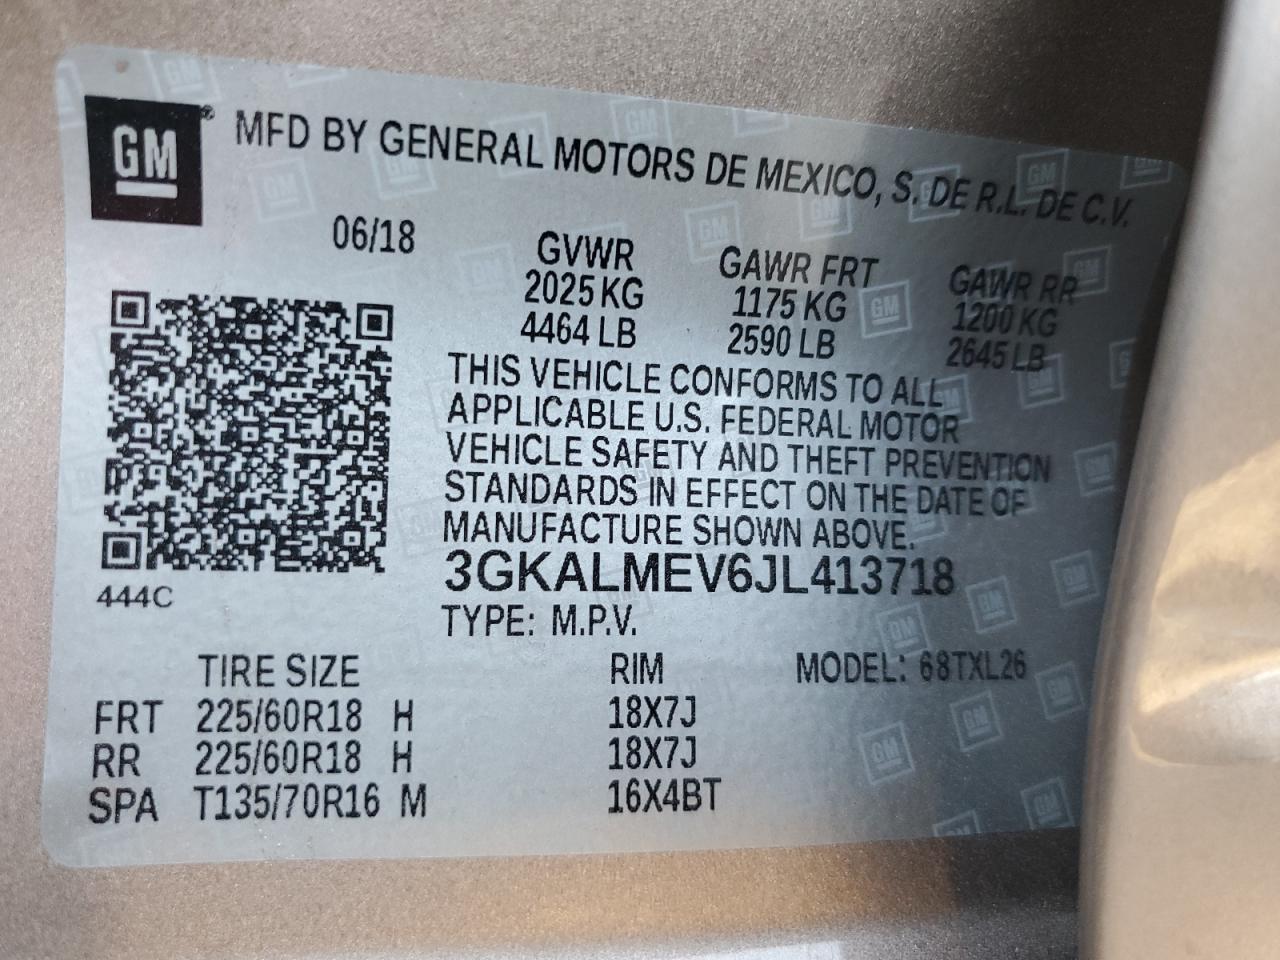 GM® MFD BY GENERAL MOTORS DE MEXICO, S. DE R.L. DE C.V.
06/18 GVWR GAWR FRT GAWR RR
2025 KG 1175 KG 1200 KG
4464 LB 2590 LB 2645 LB
THIS VEHICLE CONFORMS TO ALL
APPLICABLE U.S. FEDERAL MOTOR
VEHICLE SAFETY AND THEFT PREVENTION
STANDARDS IN EFFECT ON THE DATE OF
MANUFACTURE SHOWN ABOVE.
3GKALMEV6JL413718
444C
TYPE: M.P.V.
TIRE SIZE RIM MODEL: 68TXL26
FRT 225/60R18 H 18X7J
RR 225/60R18 H 18X7J
SPA T135/70R16 M 16X4BT